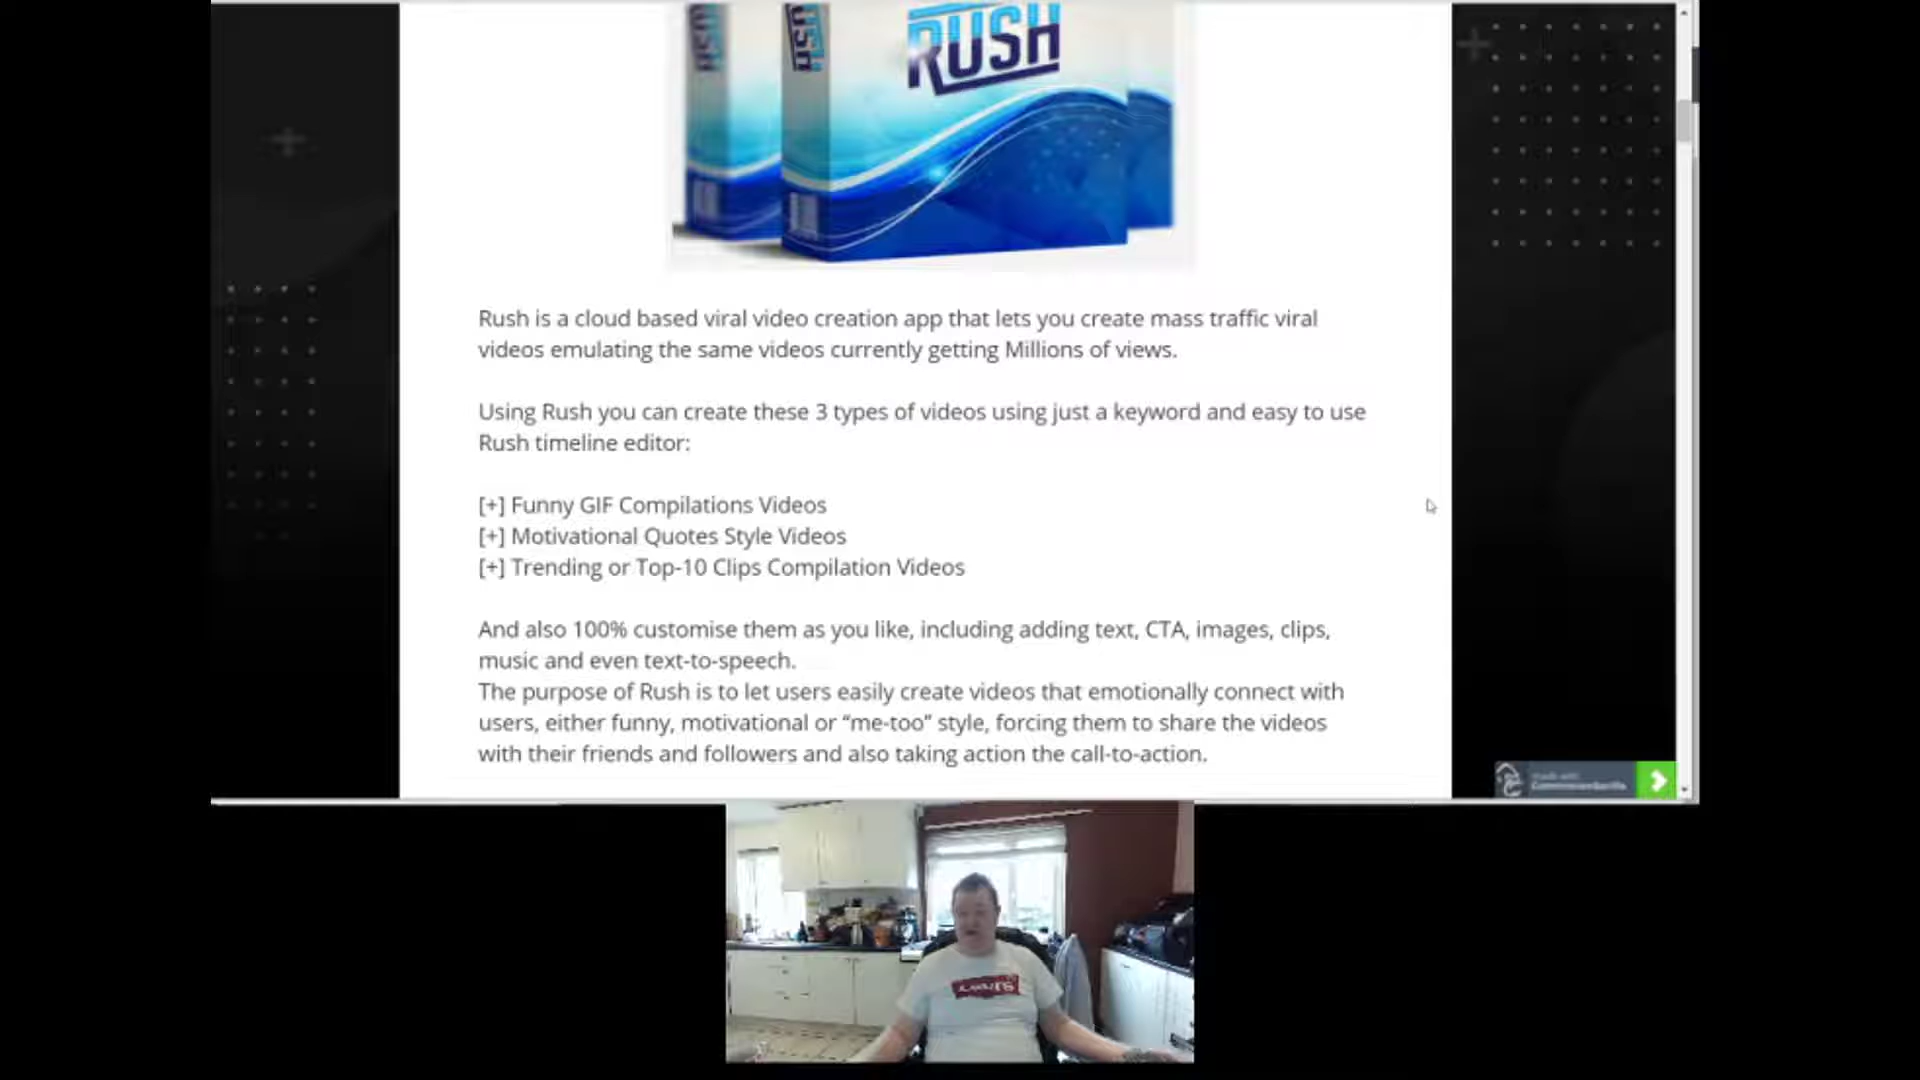 RUSH
Rush is a cloud based viral video creation app that lets you create mass traffic viral
videos emulating the same videos currently getting Millions of views.
Using Rush you can create these 3 types of videos using just a keyword and easy to use
Rush timeline editor:
[+] Funny GIF Compilations Videos
[+] Motivational Quotes Style Videos
[+] Trending or Top-10 Clips Compilation Videos
And also 100% customise them as you like, including adding text, CTA, images, clips,
music and even text-to-speech.
The purpose of Rush is to let users easily create videos that emotionally connect with
users, either funny, motivational or “me-too” style, forcing them to share the videos
with their friends and followers and also taking action the call-to-action.